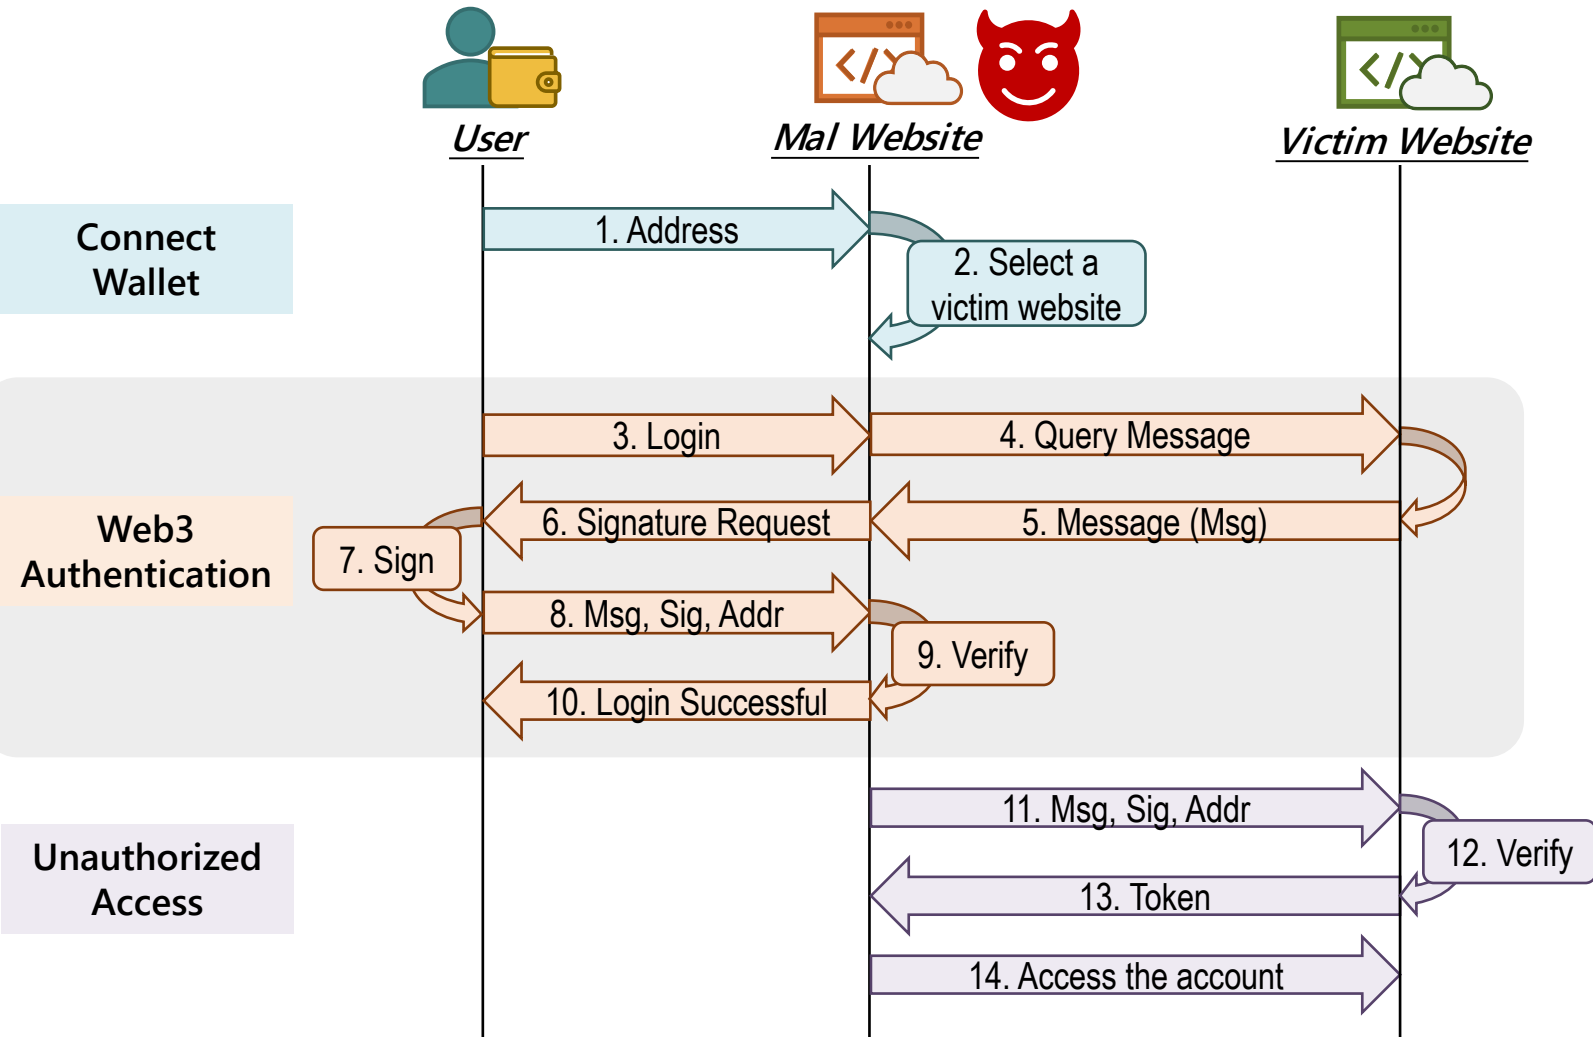 User
Mal Website
Victim Website
Connect
Wallet
1. Address
2. Select a
victim website
Web3
Authentication
3. Login
4. Query Message
5. Message (Msg)
6. Signature Request
7. Sign
8. Msg, Sig, Addr
9. Verify
10. Login Successful
Unauthorized
Access
11. Msg, Sig, Addr
12. Verify
13. Token
14. Access the account